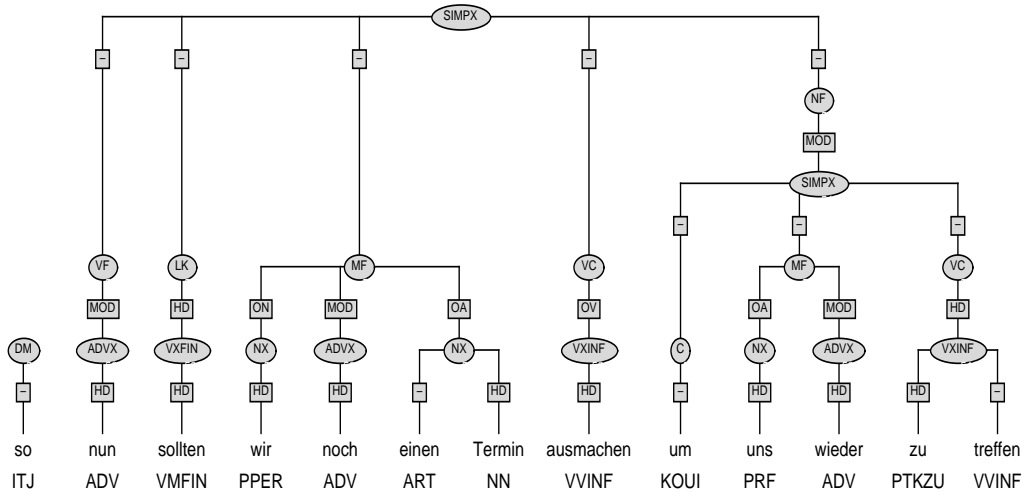 SIMPX
– – – – –
NF
MOD
SIMPX
– – –
VF LK MF VC MF VC
MOD HD ON MOD OA OV OA MOD HD
DM ADVX VXFIN NX ADVX NX VXINF C NX ADVX VXINF
– HD HD HD HD – HD HD – HD HD HD –
so nun sollten wir noch einen Termin ausmachen um uns wieder zu treffen
ITJ ADV VMFIN PPER ADV ART NN VVINF KOUI PRF ADV PTKZU VVINF